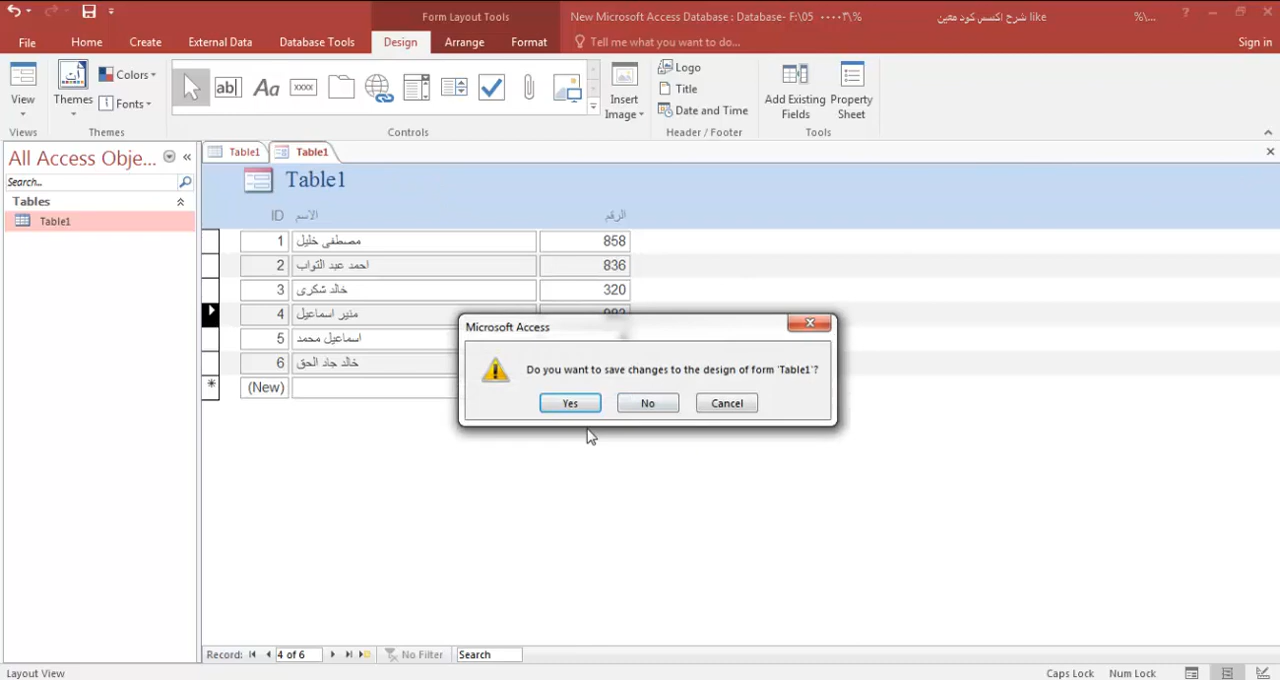 Form Layout Tools
New Microsoft Access Database : Database- F:\05
شرح اكسس كود معين like
%\...
File
Home
Create
External Data
Database Tools
Design
Arrange
Format
Tell me what you want to do...
Sign in
View
Themes
Colors
Fonts
Aa
xxxx
Insert
Image
Logo
Title
Date and Time
Add Existing
Fields
Property
Sheet
Views
Themes
Controls
Header / Footer
Tools
All Access Obje...
Search...
Tables
Table1
Table1
Table1
Table1
ID الاسم الرقم
1 مصطفى خليل 858
2 احمد عبد التواب 836
3 خالد شكرى 320
4 منير اسماعيل
5 اسماعيل محمد
6 خالد جاد الحق
* (New)
Microsoft Access
Do you want to save changes to the design of form 'Table1'?
Yes No Cancel
Record: 4 of 6 No Filter Search
Layout View
Caps Lock Num Lock